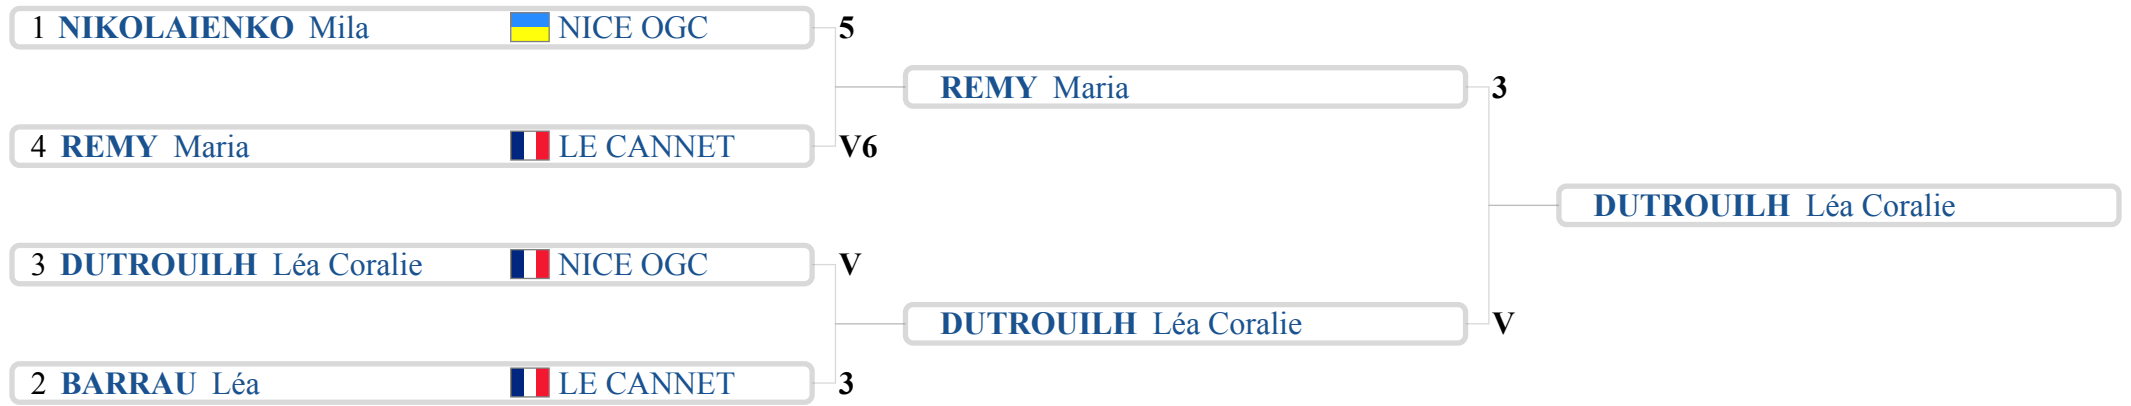 1 NIKOLAIENKO Mila NICE OGC 5
REMY Maria 3
4 REMY Maria LE CANNET V6
DUTROUILH Léa Coralie
3 DUTROUILH Léa Coralie NICE OGC V
DUTROUILH Léa Coralie V
2 BARRAU Léa LE CANNET 3